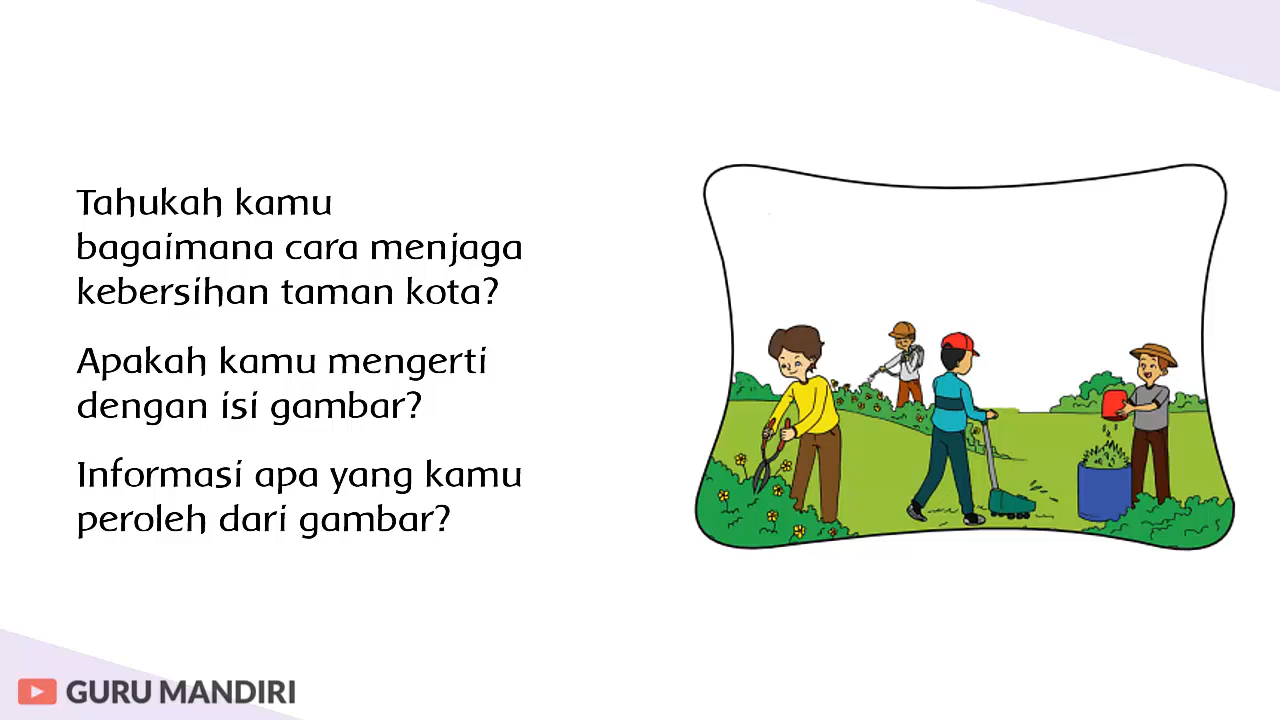 Tahukah kamu
bagaimana cara menjaga
kebersihan taman kota?
Apakah kamu mengerti
dengan isi gambar?
Informasi apa yang kamu
peroleh dari gambar?
GURU MANDIRI